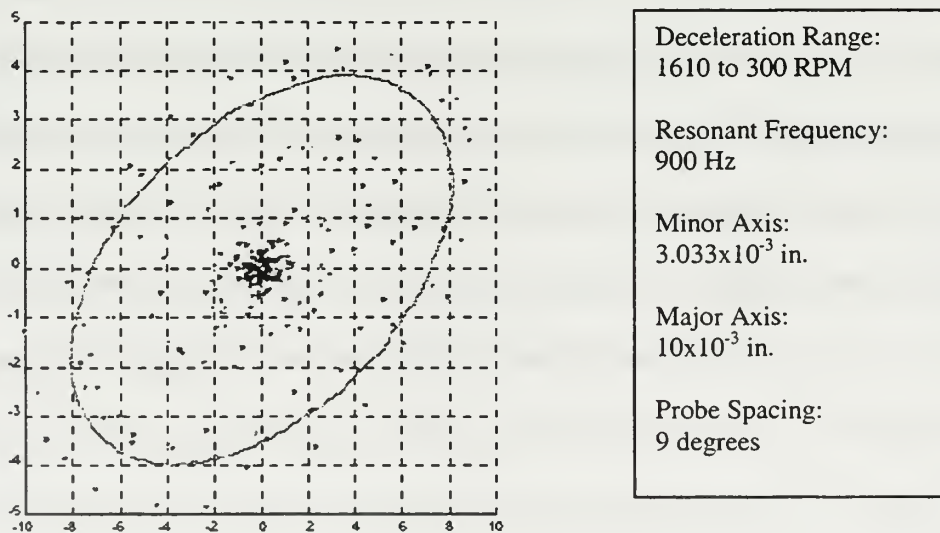 5
4
3
2
1
0
-1
-2
-3
-4
-5
-10 -8 -6 -4 -2 0 2 4 6 8 10
Deceleration Range:
1610 to 300 RPM
Resonant Frequency:
900 Hz
Minor Axis:
3.033x10⁻³ in.
Major Axis:
10x10⁻³ in.
Probe Spacing:
9 degrees